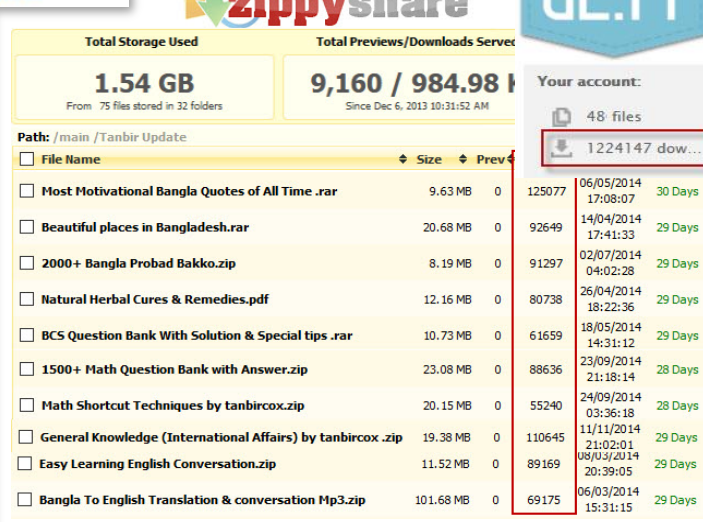 zippyshare
Total Storage Used
Total Previews/Downloads Served
1.54 GB
9,160 / 984.98
From 75 files stored in 32 folders
Since Dec 6, 2013 10:31:52 AM
Your account:
48 files
1224147 dow...
Path: /main /Tanbir Update
File Name Size Prev
Most Motivational Bangla Quotes of All Time .rar 9.63 MB 0 125077 06/05/2014 17:08:07 30 Days
Beautiful places in Bangladesh.rar 20.68 MB 0 92649 14/04/2014 17:41:33 29 Days
2000+ Bangla Probad Bakko.zip 8.19 MB 0 91297 02/07/2014 04:02:28 29 Days
Natural Herbal Cures & Remedies.pdf 12.16 MB 0 80738 26/04/2014 18:22:36 29 Days
BCS Question Bank With Solution & Special tips .rar 10.73 MB 0 61659 18/05/2014 14:31:12 29 Days
1500+ Math Question Bank with Answer.zip 23.08 MB 0 88636 23/09/2014 21:18:14 28 Days
Math Shortcut Techniques by tanbircox.zip 20.15 MB 0 55240 24/09/2014 03:36:18 28 Days
General Knowledge (International Affairs) by tanbircox .zip 19.38 MB 0 110645 11/11/2014 21:02:01 29 Days
Easy Learning English Conversation.zip 11.52 MB 0 89169 08/03/2014 20:39:05 29 Days
Bangla To English Translation & conversation Mp3.zip 101.68 MB 0 69175 06/03/2014 15:31:15 29 Days